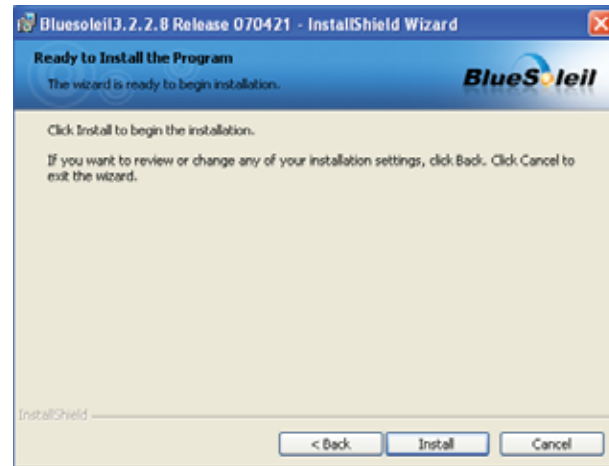 Bluesoleil3.2.2.8 Release 070421 - InstallShield Wizard
Ready to Install the Program
The wizard is ready to begin installation.
BlueSoleil
Click Install to begin the installation.
If you want to review or change any of your installation settings, click Back. Click Cancel to
exit the wizard.
InstallShield
< Back Install Cancel